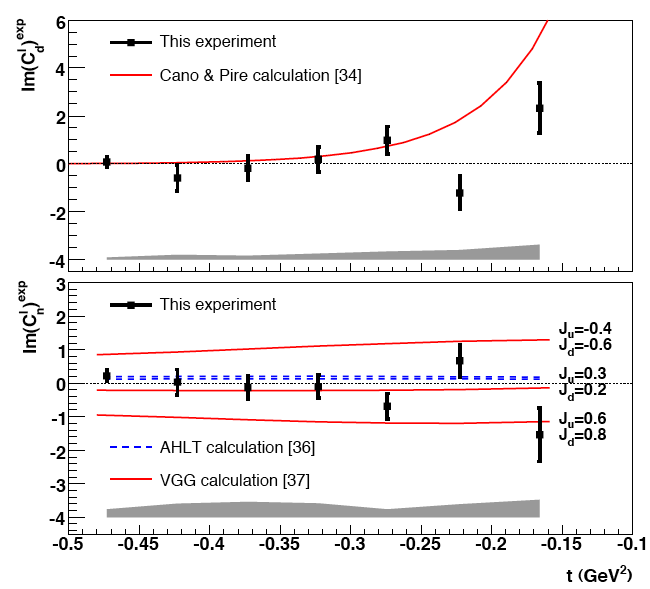 Im(C_d^I)^exp
6
4
2
0
-2
-4
This experiment
Cano & Pire calculation [34]
Im(C_n^I)^exp
3
2
1
0
-1
-2
-3
-4
This experiment
J_u=-0.4
J_d=-0.6
J_u=0.3
J_d=0.2
J_u=0.6
J_d=0.8
AHLT calculation [36]
VGG calculation [37]
-0.5 -0.45 -0.4 -0.35 -0.3 -0.25 -0.2 -0.15 -0.1
t (GeV²)